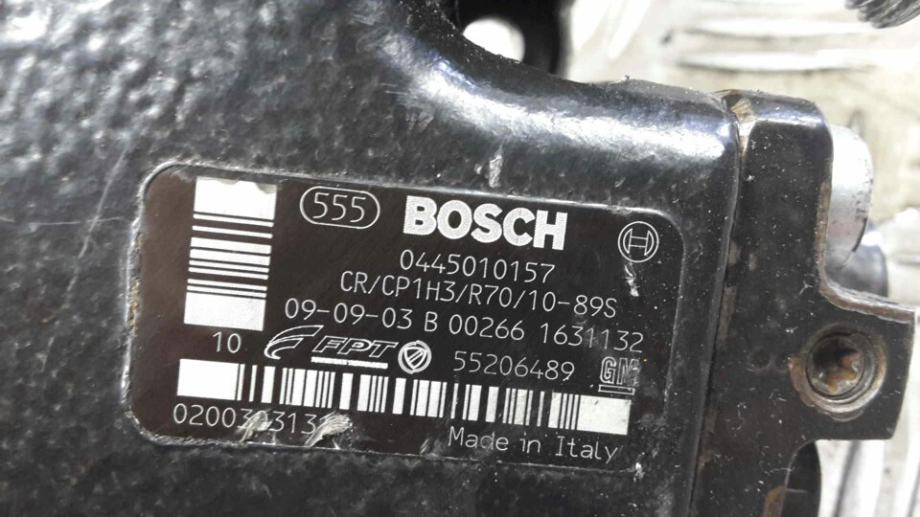 555 BOSCH
0445010157
CR/CP1H3/R70/10-89S
09-09-03 B 00266 1631132
10 FPT 55206489 GM
Made in Italy